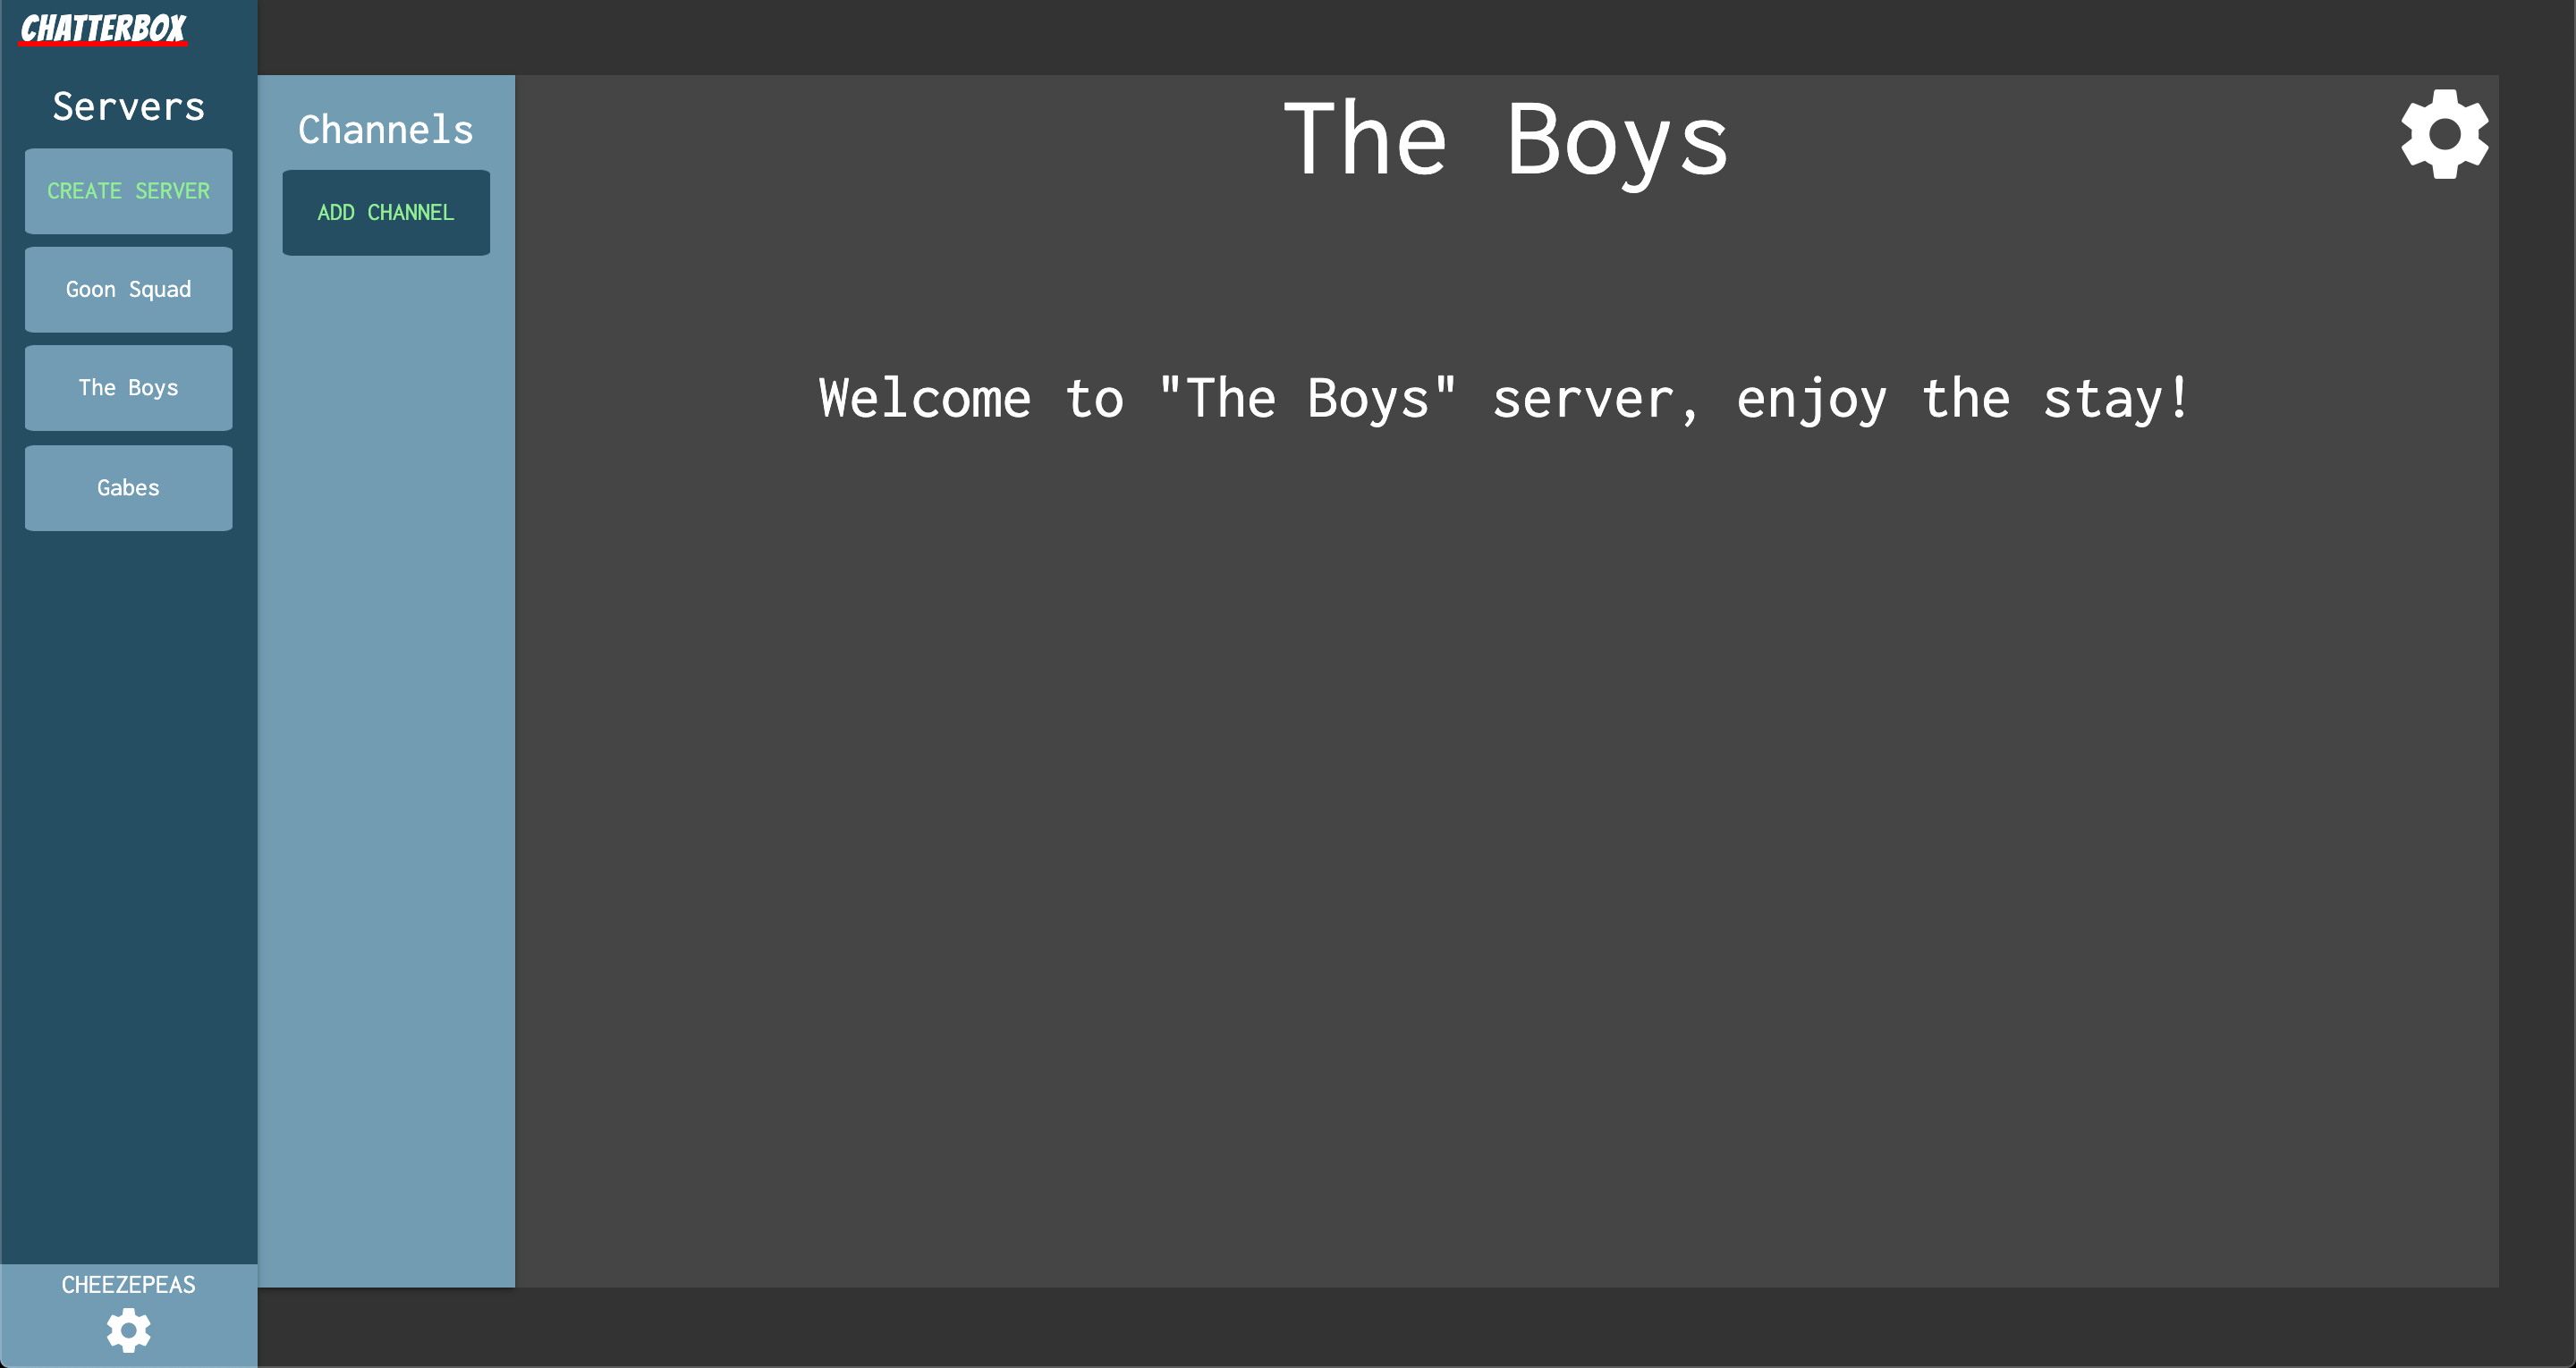 CHATTERBOX
Servers
CREATE SERVER
Goon Squad
The Boys
Gabes
CHEEZEPEAS
Channels
ADD CHANNEL
The Boys
Welcome to "The Boys" server, enjoy the stay!